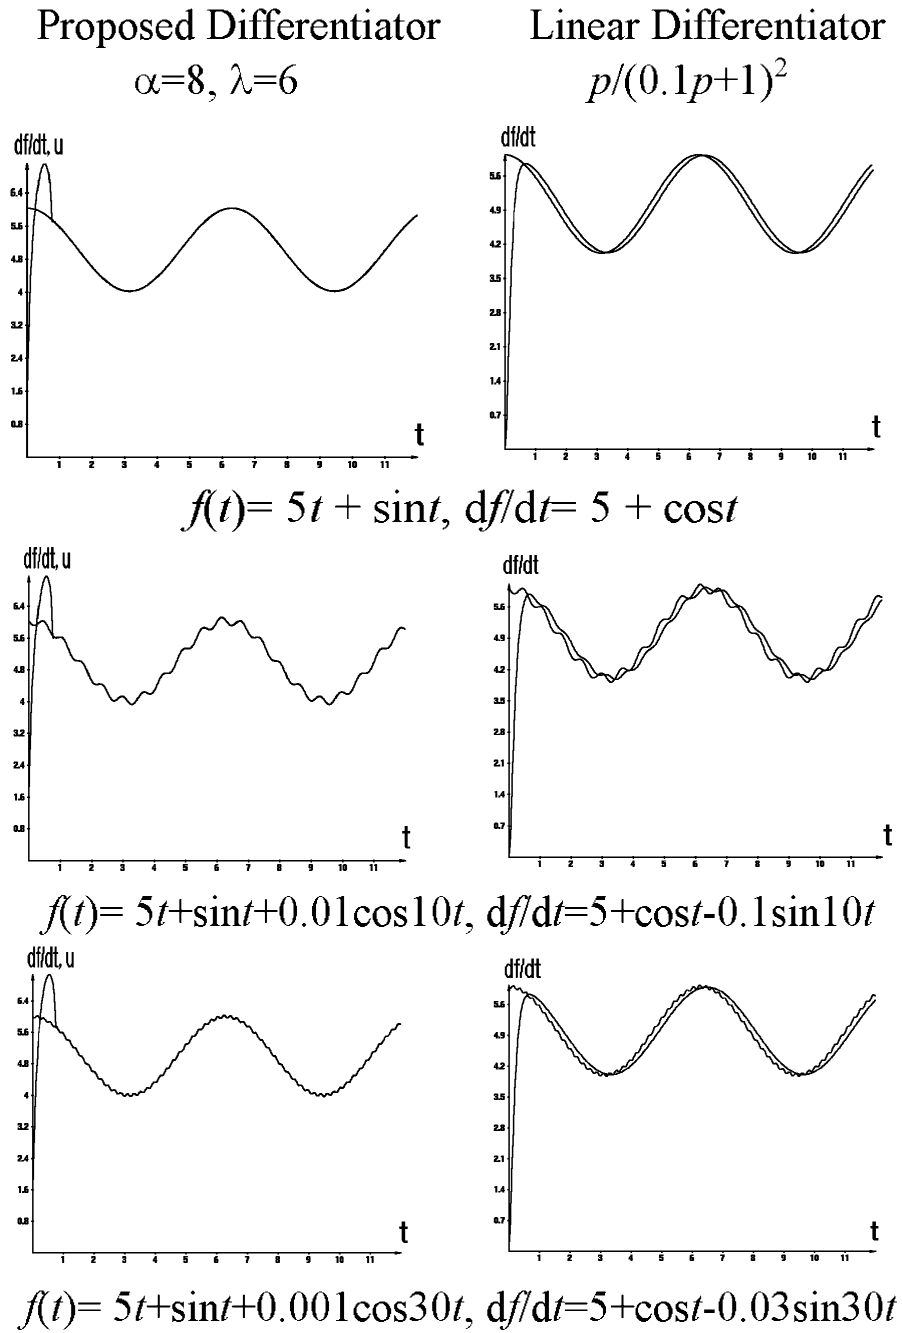 Proposed Differentiator Linear Differentiator
α=8, λ=6 p/(0.1p+1)²
df/dt, u
6.4
5.6
4.8
4
3.2
2.4
1.6
0.8
1 2 3 4 5 6 7 8 9 10 11
t
df/dt
5.6
4.9
4.2
3.5
2.8
2.1
1.4
0.7
1 2 3 4 5 6 7 8 9 10 11
t
f(t)= 5t + sint, df/dt= 5 + cost
df/dt, u
6.4
5.6
4.8
4
3.2
2.4
1.6
0.8
1 2 3 4 5 6 7 8 9 10 11
t
df/dt
5.6
4.9
4.2
3.5
2.8
2.1
1.4
0.7
1 2 3 4 5 6 7 8 9 10 11
t
f(t)= 5t+sint+0.01cos10t, df/dt=5+cost-0.1sin10t
df/dt, u
6.4
5.6
4.8
4
3.2
2.4
1.6
0.8
1 2 3 4 5 6 7 8 9 10 11
t
df/dt
5.6
4.9
4.2
3.5
2.8
2.1
1.4
0.7
1 2 3 4 5 6 7 8 9 10 11
t
f(t)= 5t+sint+0.001cos30t, df/dt=5+cost-0.03sin30t